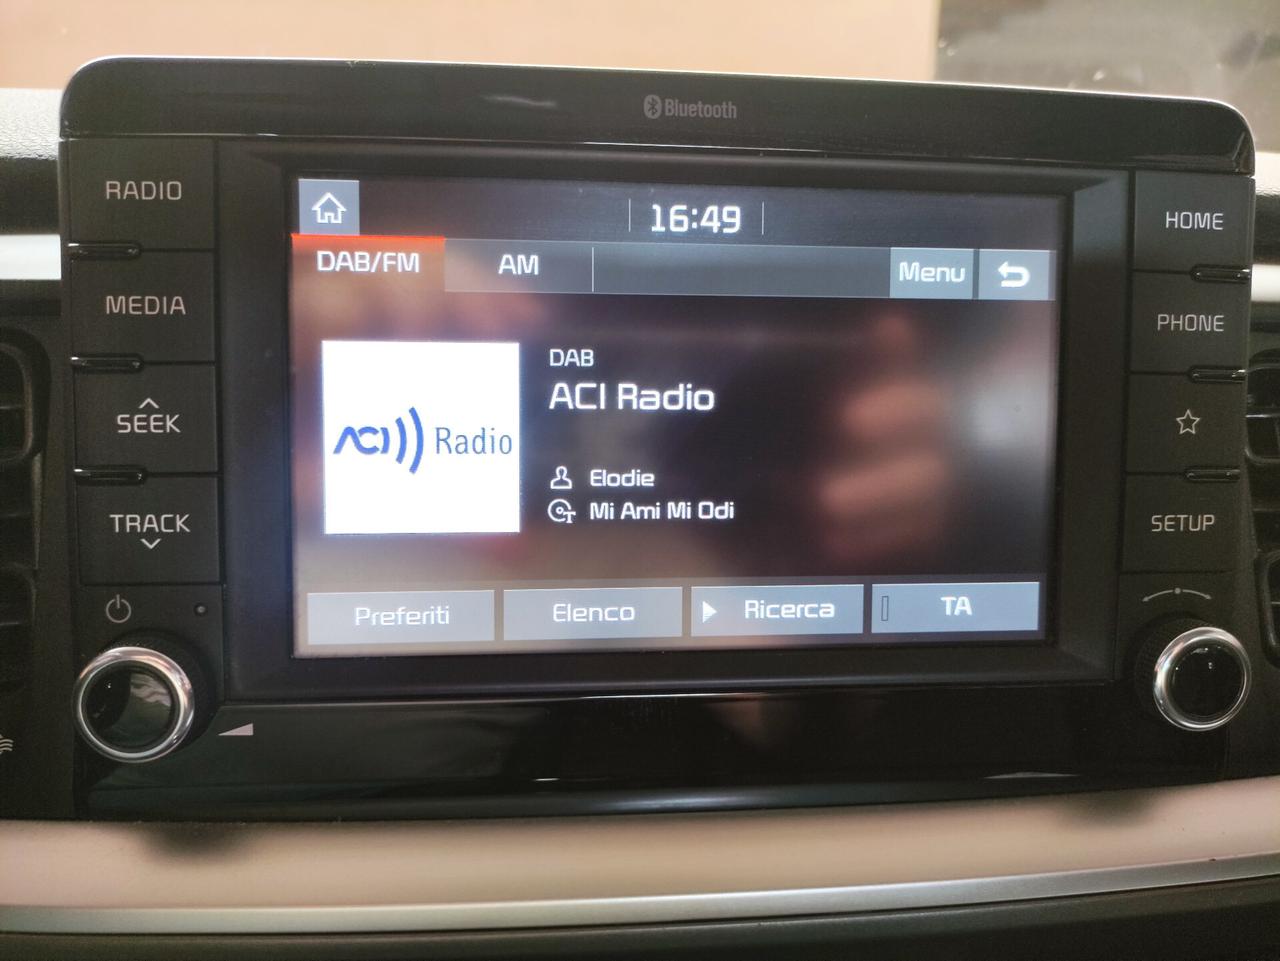 Bluetooth
RADIO
MEDIA
SEEK
TRACK
16:49
DAB/FM
AM
Menu
ACI Radio
DAB
ACI Radio
Elodie
Mi Ami Mi Odi
Preferiti
Elenco
Ricerca
TA
HOME
PHONE
SETUP